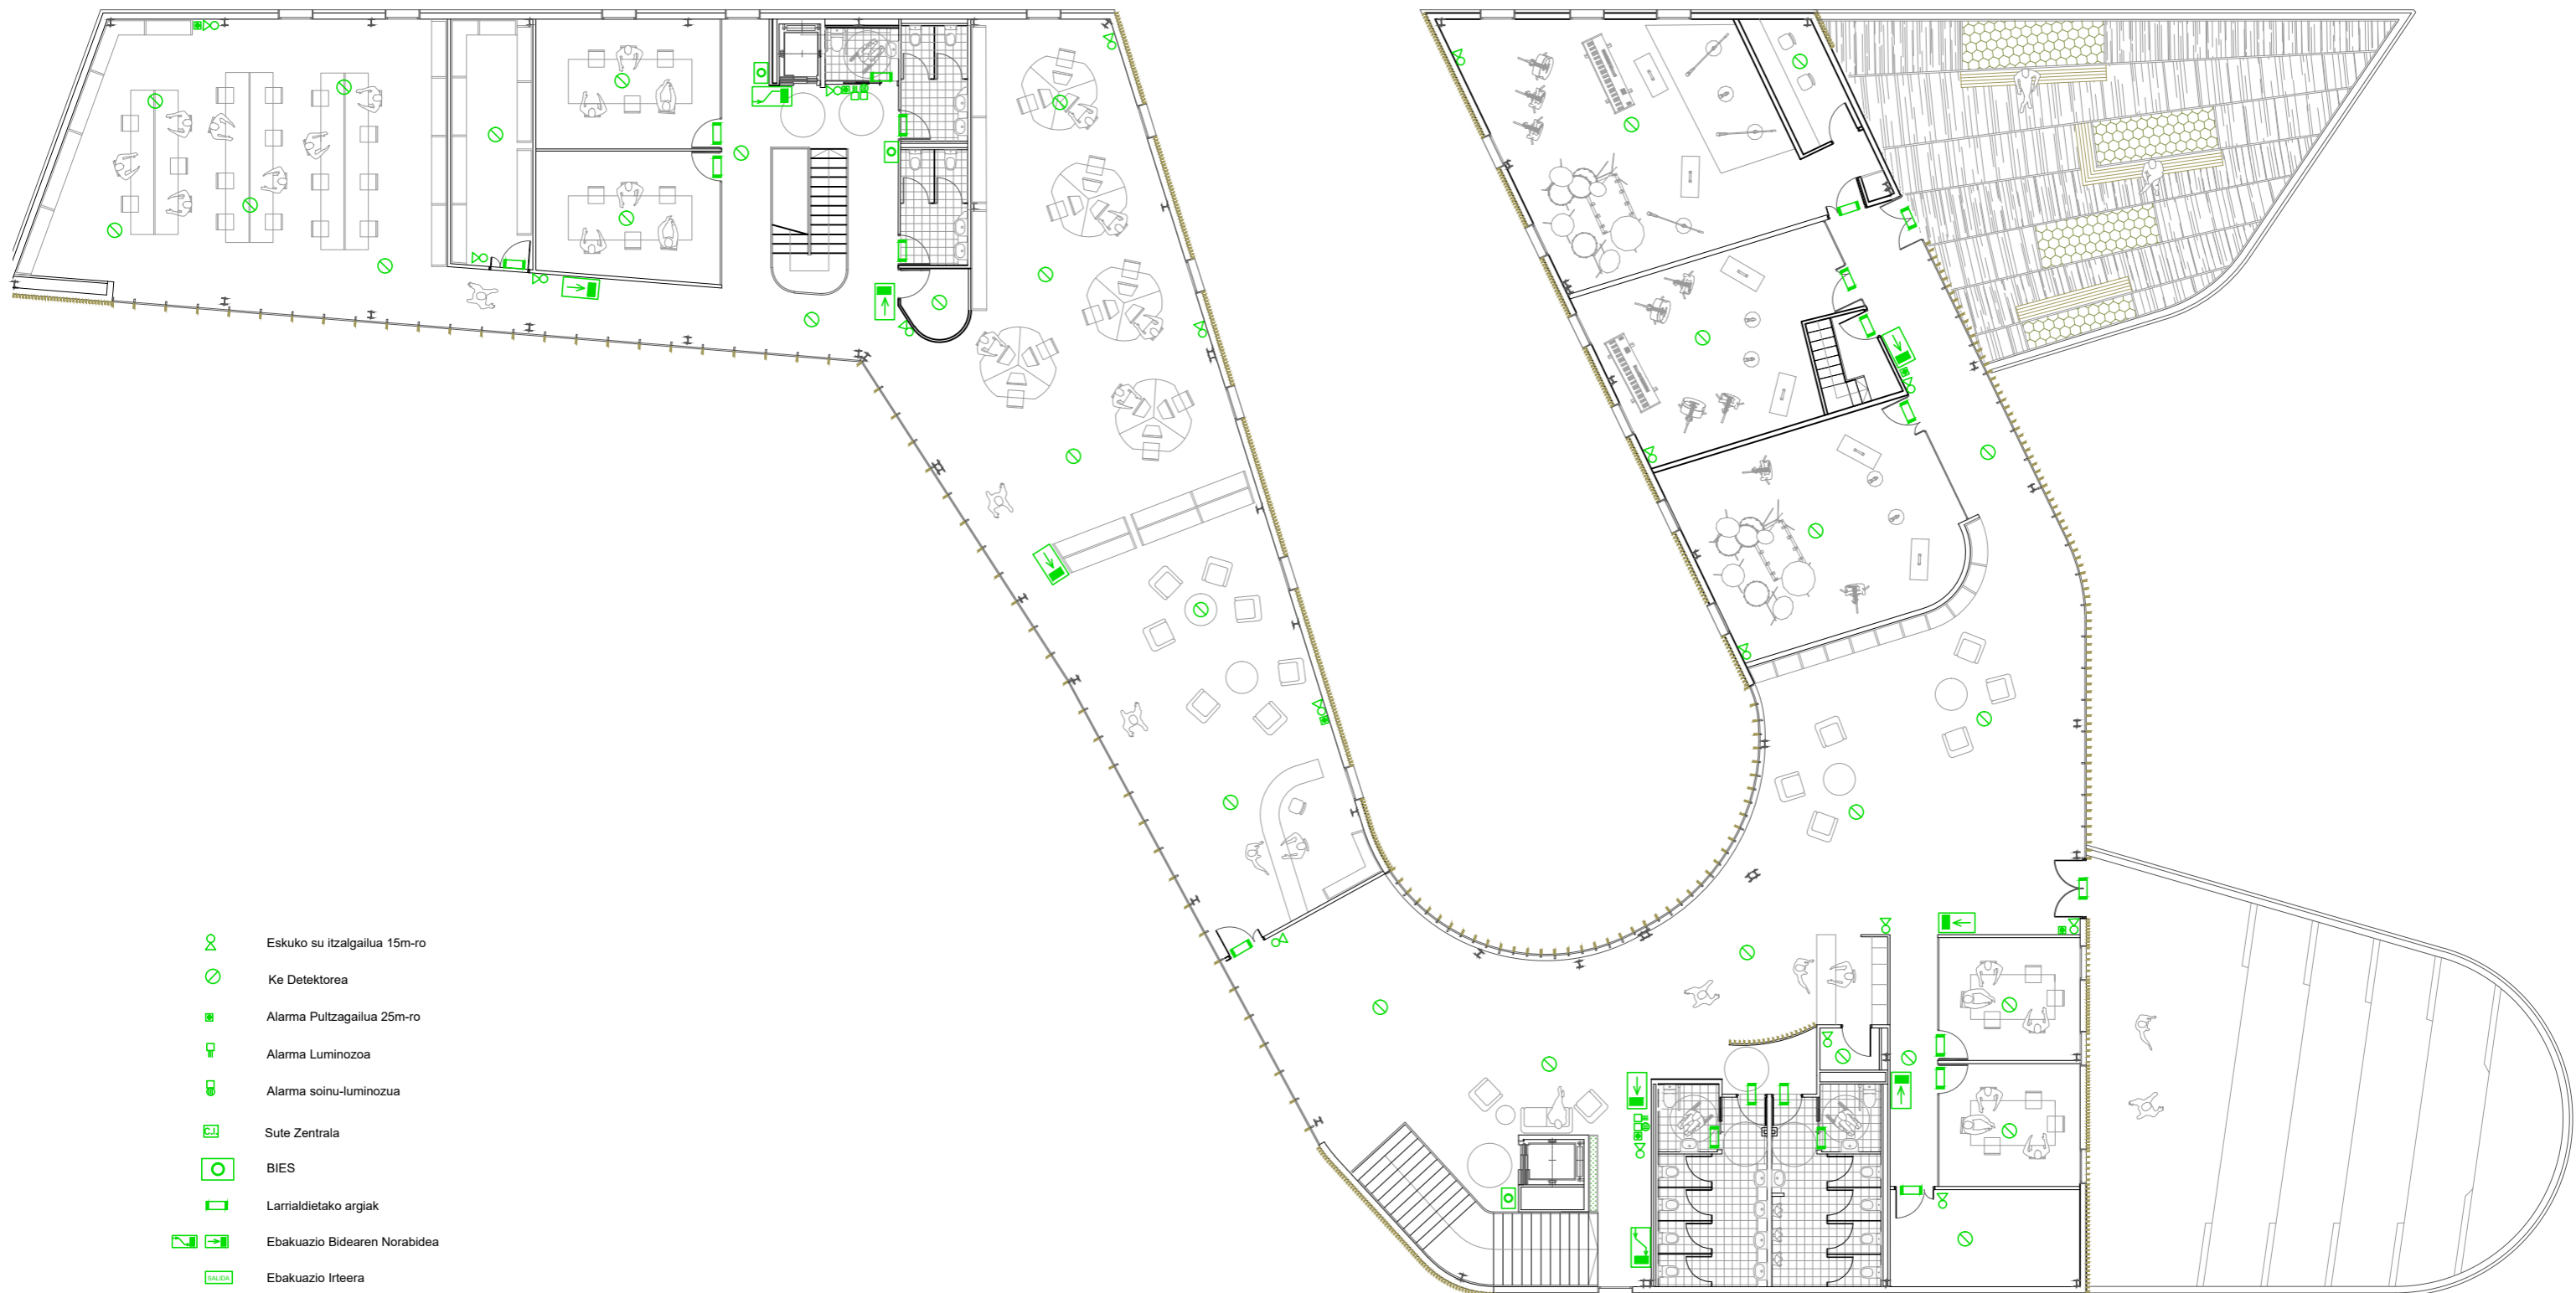 Eskuko su itzalgailua 15m-ro
Ke Detektorea
Alarma Pultzagailua 25m-ro
Alarma Luminozoa
Alarma soinu-luminozua
C.I.
Sute Zentrala
BIES
Larrialdietako argiak
Ebakuazio Bidearen Norabidea
SALIDA
Ebakuazio Irteera